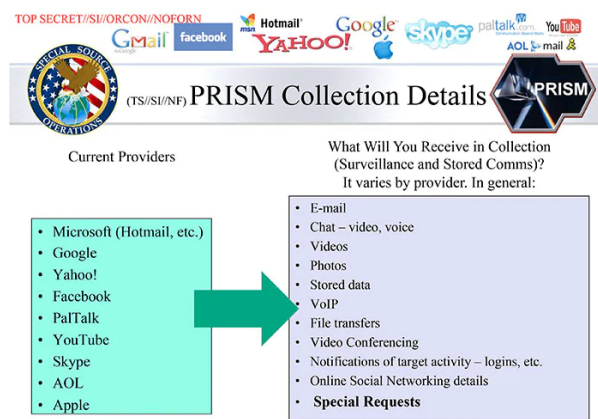 TOP SECRET//SI//ORCON//NOFORN
Gmail
by Google
facebook
msn
Hotmail
YAHOO!
Google
skype
paltalk.com
YouTube
AOL mail
SPECIAL SOURCE OPERATIONS
(TS//SI//NF) PRISM Collection Details
PRISM
Current Providers
What Will You Receive in Collection
(Surveillance and Stored Comms)?
It varies by provider. In general:
• Microsoft (Hotmail, etc.)
• Google
• Yahoo!
• Facebook
• PalTalk
• YouTube
• Skype
• AOL
• Apple
• E-mail
• Chat – video, voice
• Videos
• Photos
• Stored data
• VoIP
• File transfers
• Video Conferencing
• Notifications of target activity – logins, etc.
• Online Social Networking details
• Special Requests